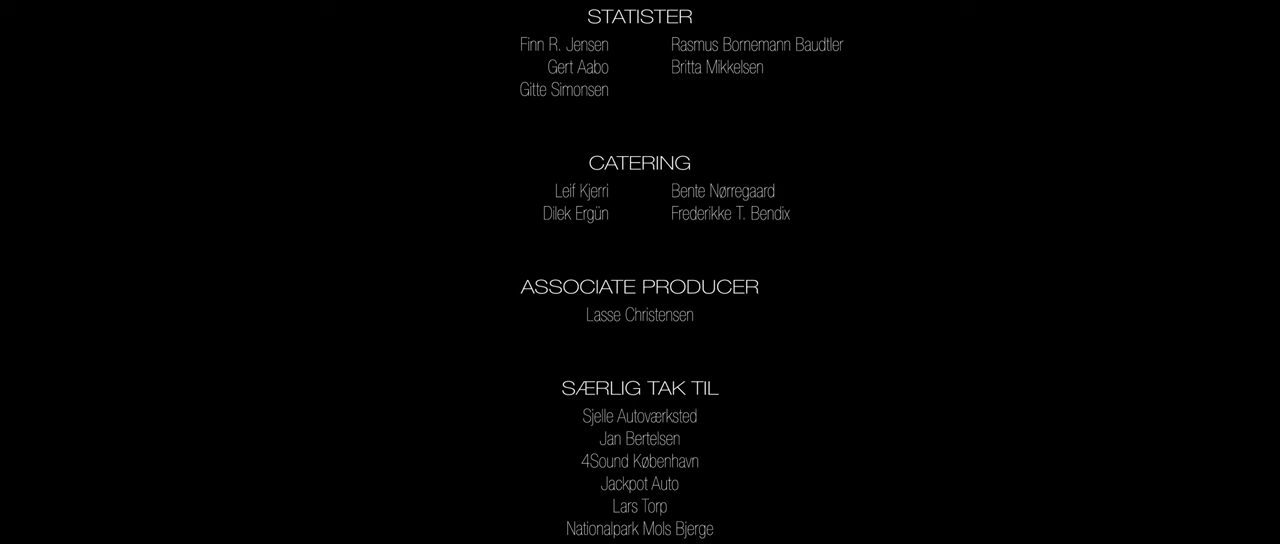 STATISTER
Finn R. Jensen Rasmus Bornemann Baudtler
Gert Aabo Britta Mikkelsen
Gitte Simonsen
CATERING
Leif Kjerri Bente Nørregaard
Dilek Ergün Frederikke T. Bendix
ASSOCIATE PRODUCER
Lasse Christensen
SÆRLIG TAK TIL
Sjelle Autoværksted
Jan Bertelsen
4Sound København
Jackpot Auto
Lars Torp
Nationalpark Mols Bjerge